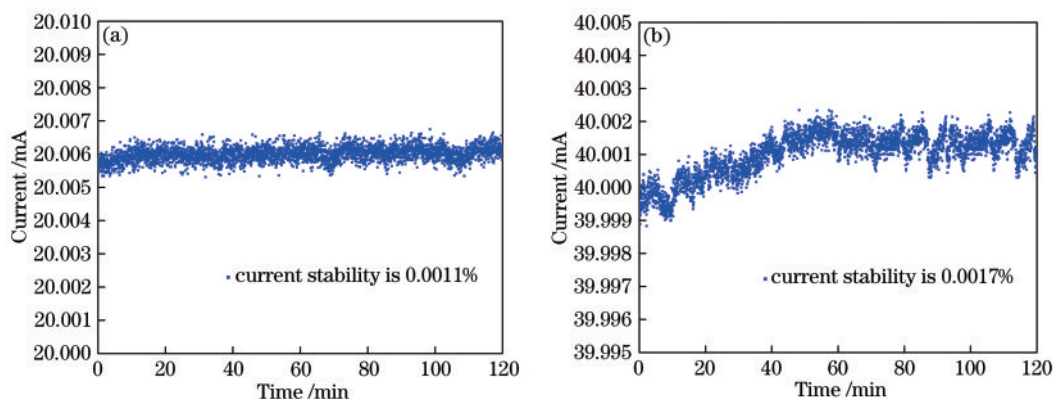 (a)
20.010
20.009
20.008
20.007
20.006
20.005
20.004
20.003
20.002
20.001
20.000
Current /mA
0 20 40 60 80 100 120
Time /min
current stability is 0.0011%
(b)
40.005
40.004
40.003
40.002
40.001
40.000
39.999
39.998
39.997
39.996
39.995
Current /mA
0 20 40 60 80 100 120
Time /min
current stability is 0.0017%